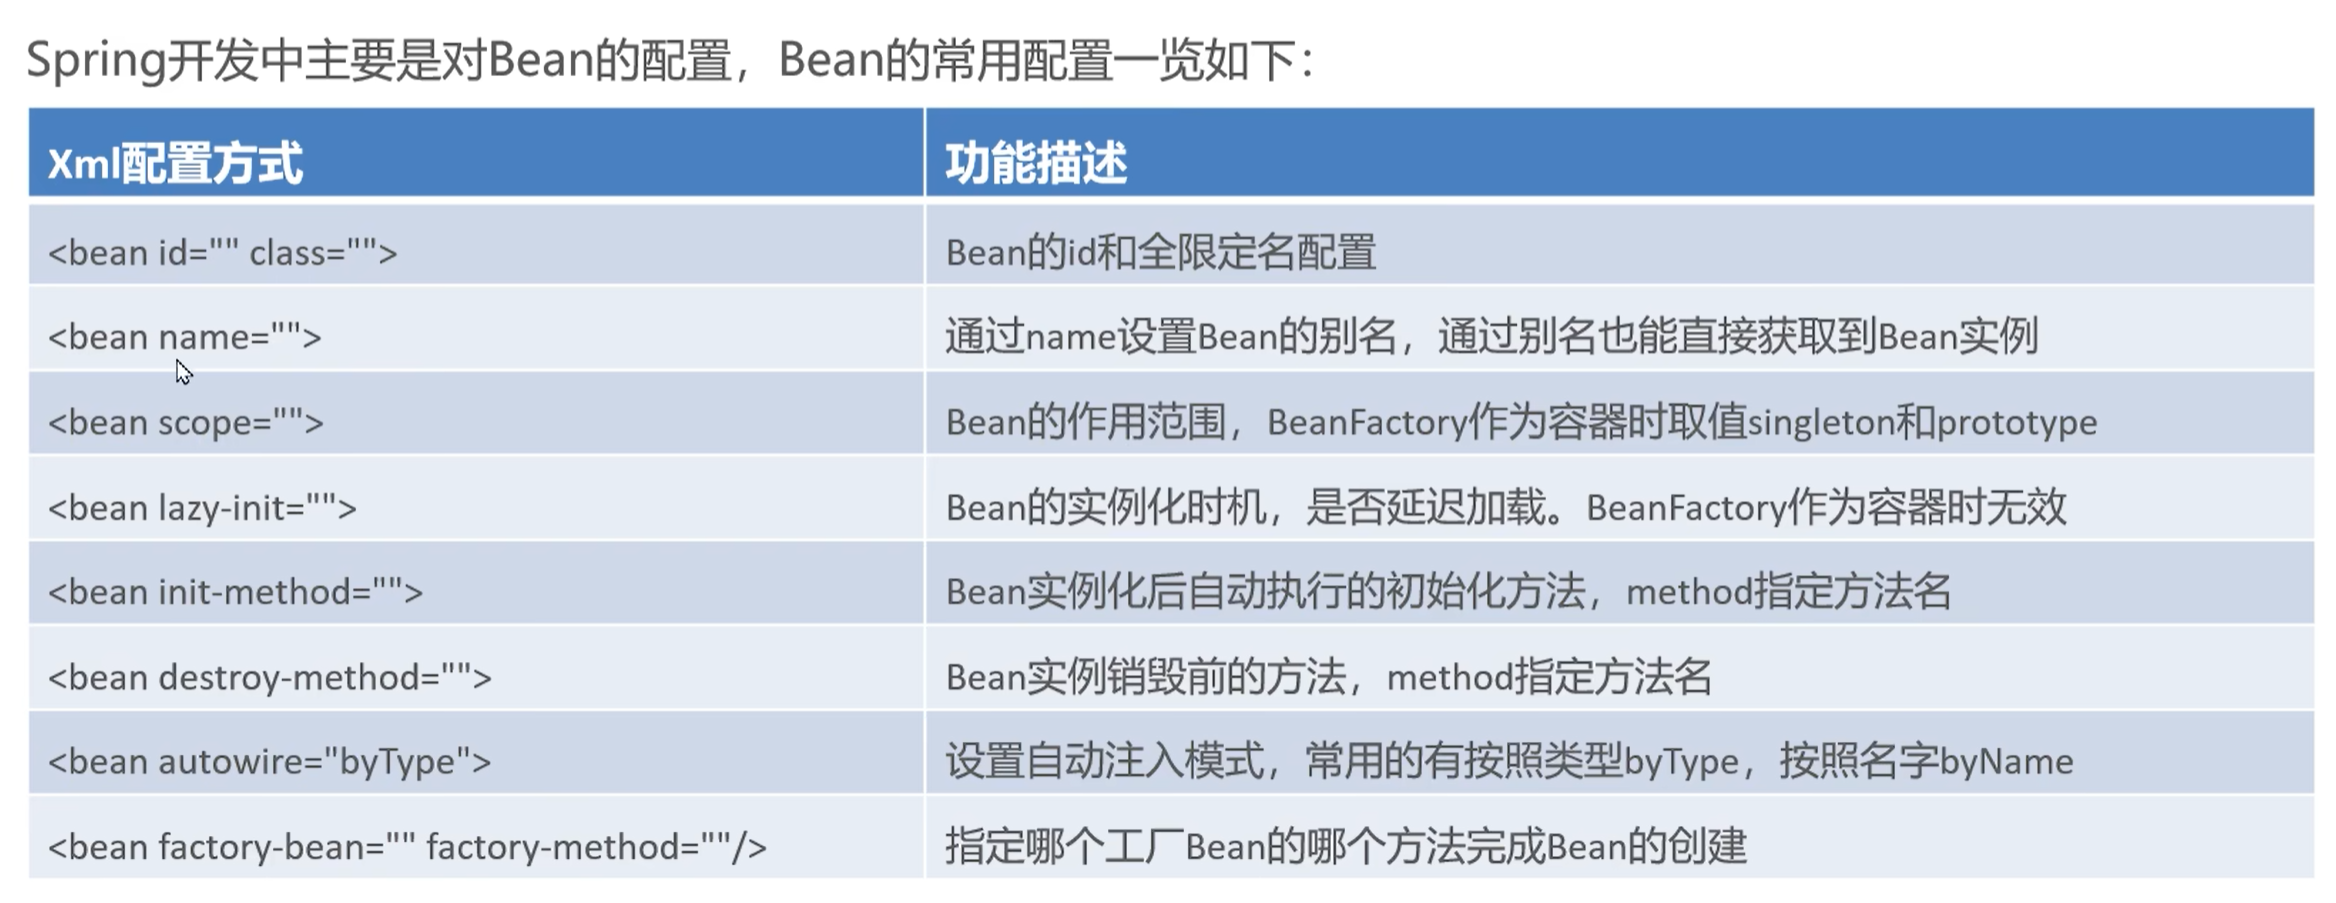 Spring开发中主要是对Bean的配置，Bean的常用配置一览如下：
Xml配置方式 功能描述
<bean id="" class=""> Bean的id和全限定名配置
<bean name=""> 通过name设置Bean的别名，通过别名也能直接获取到Bean实例
<bean scope=""> Bean的作用范围，BeanFactory作为容器时取值singleton和prototype
<bean lazy-init=""> Bean的实例化时机，是否延迟加载。BeanFactory作为容器时无效
<bean init-method=""> Bean实例化后自动执行的初始化方法，method指定方法名
<bean destroy-method=""> Bean实例销毁前的方法，method指定方法名
<bean autowire="byType"> 设置自动注入模式，常用的有按照类型byType，按照名字byName
<bean factory-bean="" factory-method=""/> 指定哪个工厂Bean的哪个方法完成Bean的创建